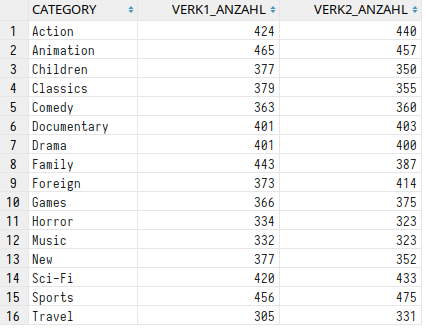 CATEGORY VERK1_ANZAHL VERK2_ANZAHL
1 Action 424 440
2 Animation 465 457
3 Children 377 350
4 Classics 379 355
5 Comedy 363 360
6 Documentary 401 403
7 Drama 401 400
8 Family 443 387
9 Foreign 373 414
10 Games 366 375
11 Horror 334 323
12 Music 332 323
13 New 377 352
14 Sci-Fi 420 433
15 Sports 456 475
16 Travel 305 331